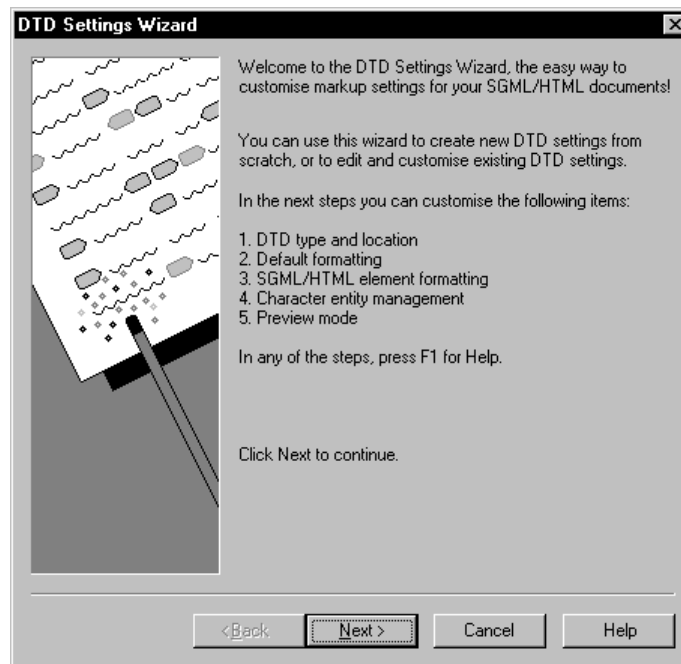 DTD Settings Wizard
Welcome to the DTD Settings Wizard, the easy way to
customise markup settings for your SGML/HTML documents!
You can use this wizard to create new DTD settings from
scratch, or to edit and customise existing DTD settings.
In the next steps you can customise the following items:
1. DTD type and location
2. Default formatting
3. SGML/HTML element formatting
4. Character entity management
5. Preview mode
In any of the steps, press F1 for Help.
Click Next to continue.
<Back Next> Cancel Help